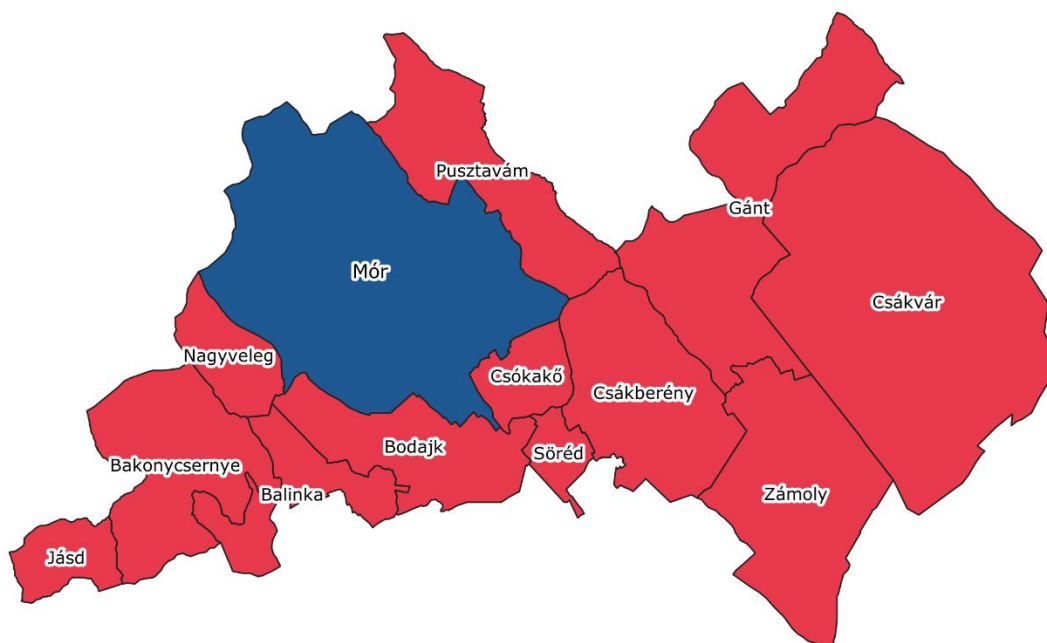 Pusztavám
Gánt
Mór
Csákvár
Nagyveleg
Csókakő
Csákberény
Bodajk
Söréd
Bakonycsernye
Balinka
Zámoly
Jásd